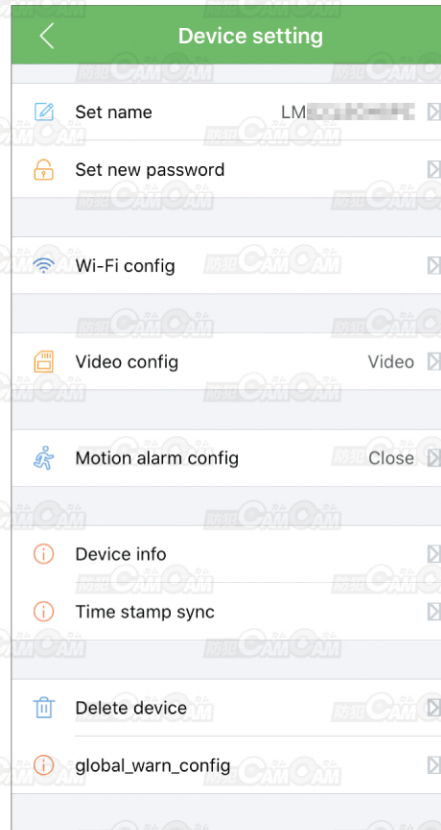 Device setting
Set name LM
Set new password
Wi-Fi config
Video config Video
Motion alarm config Close
Device info
Time stamp sync
Delete device
global_warn_config